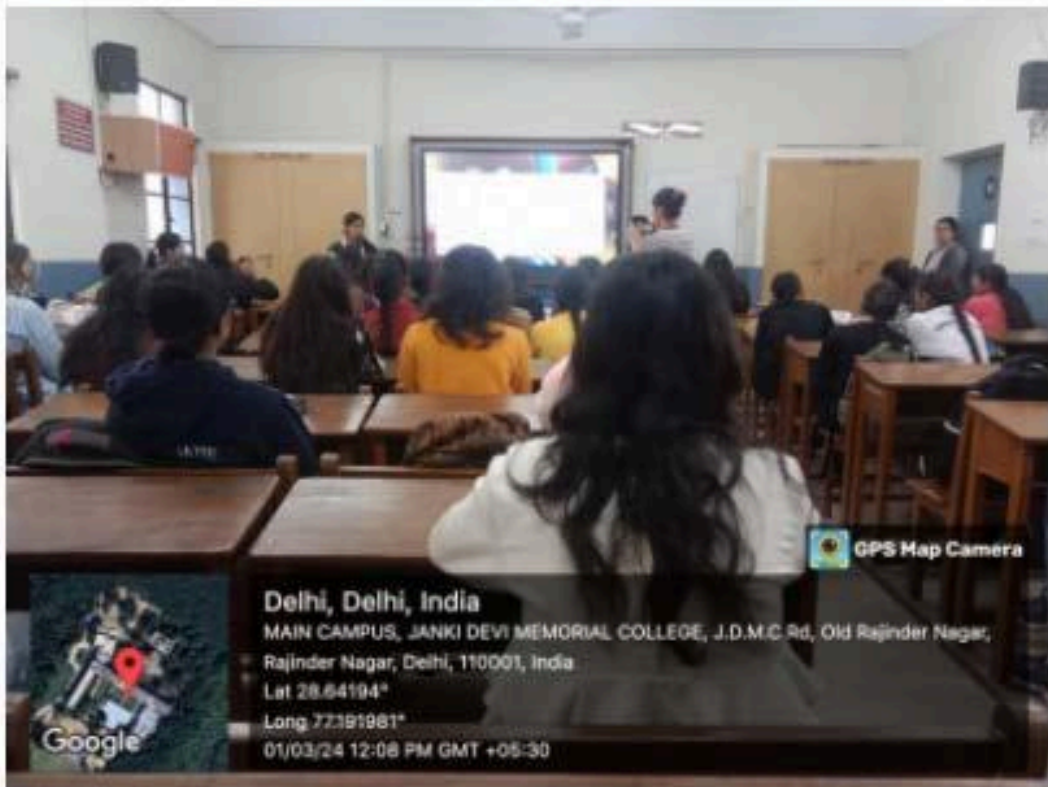 GPS Map Camera
Delhi, Delhi, India
MAIN CAMPUS, JANKI DEVI MEMORIAL COLLEGE, J.D.M.C Rd, Old Rajinder Nagar,
Rajinder Nagar, Delhi, 110001, India
Lat 28.64194°
Long 77.191981°
01/03/24 12:08 PM GMT +05:30
Google